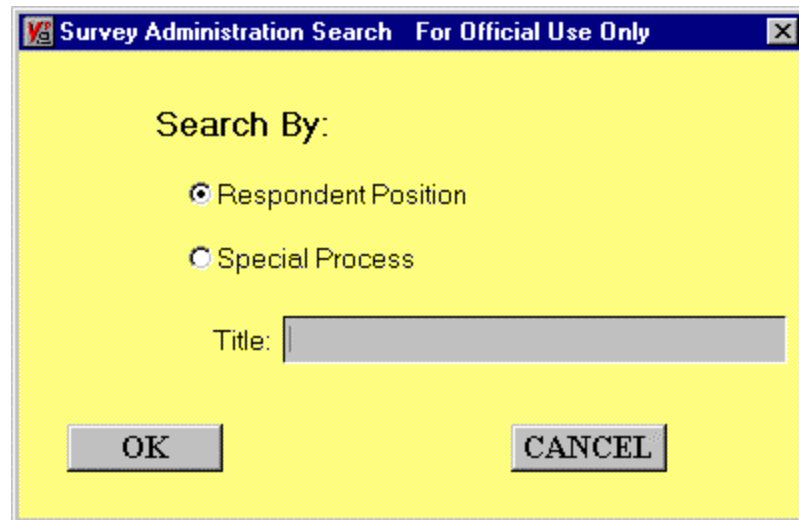 Survey Administration Search For Official Use Only
Search By:
Respondent Position
Special Process
Title:
OK CANCEL